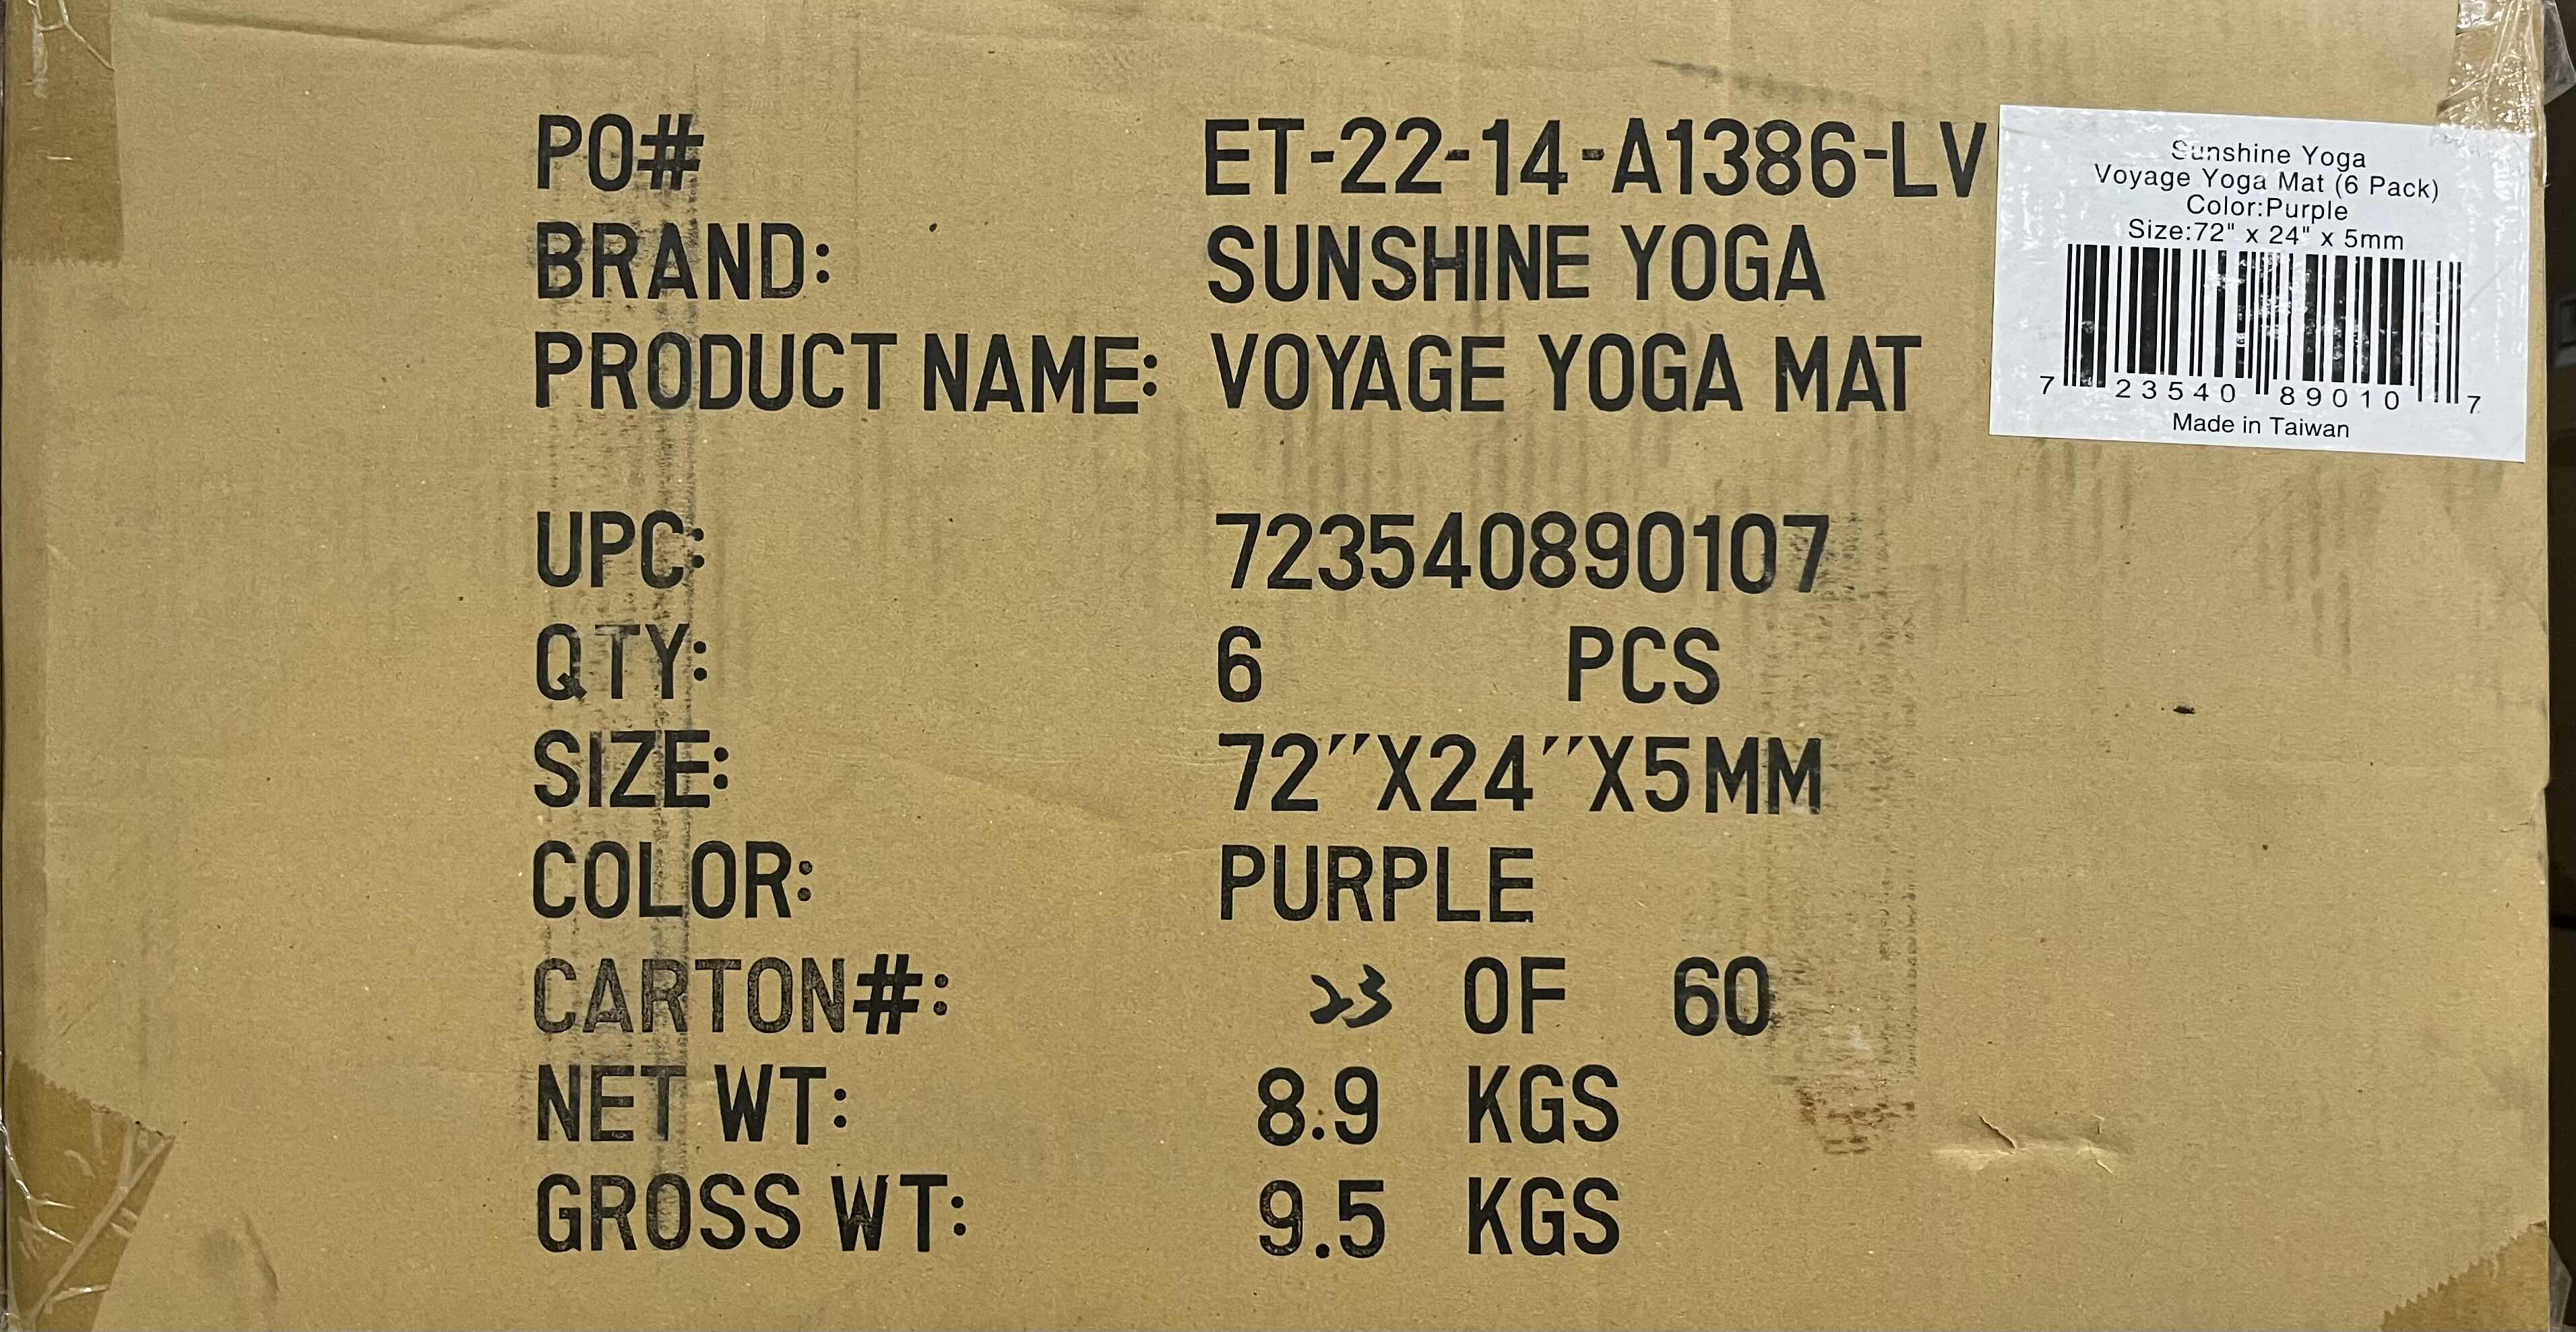 PO# ET-22-14-A1386-LV
BRAND: SUNSHINE YOGA
PRODUCT NAME: VOYAGE YOGA MAT
UPC: 723540890107
QTY: 6 PCS
SIZE: 72″X24″X5MM
COLOR: PURPLE
CARTON#: 23 OF 60
NET WT: 8.9 KGS
GROSS WT: 9.5 KGS
Sunshine Yoga
Voyage Yoga Mat (6 Pack)
Color:Purple
Size:72" x 24" x 5mm
7 23540 89010 7
Made in Taiwan